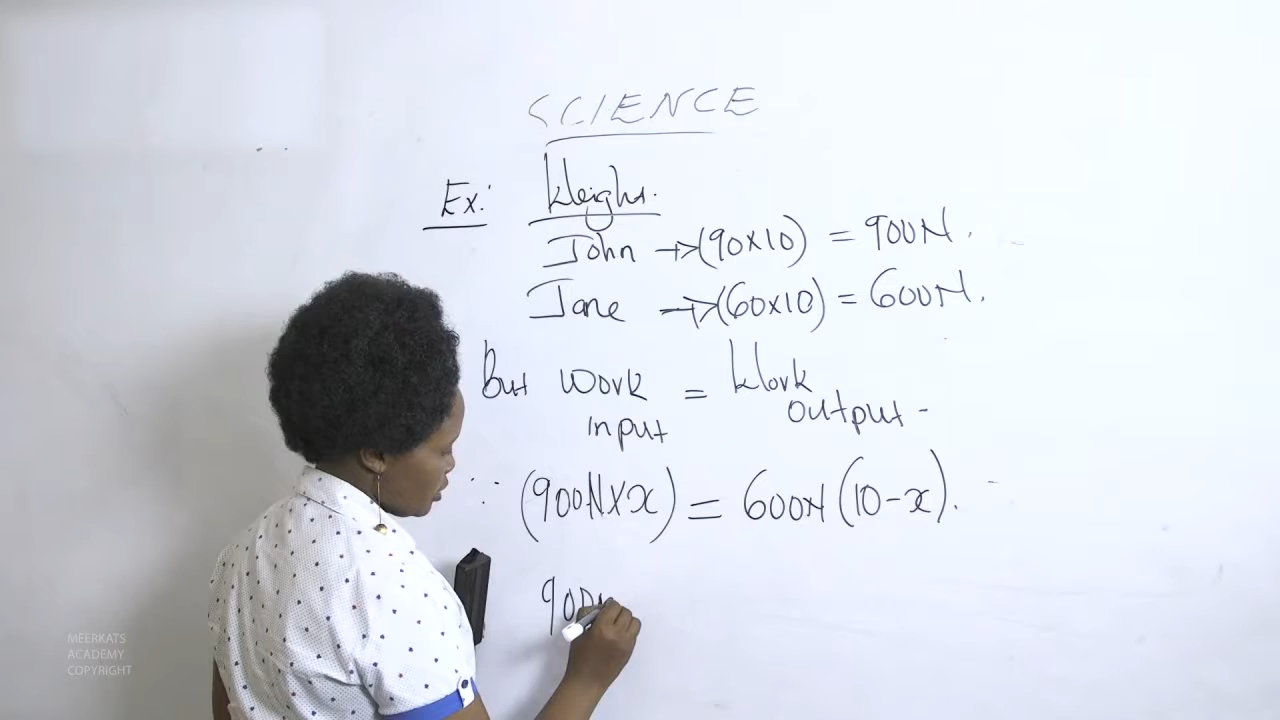 SCIENCE
Ex: Weight.
John → (90x10) = 900N.
Jane → (60x10) = 600N.
But work input = Work output.
∵ (900N x x) = 600N (10-x).
900
MEERKATS
ACADEMY
COPYRIGHT